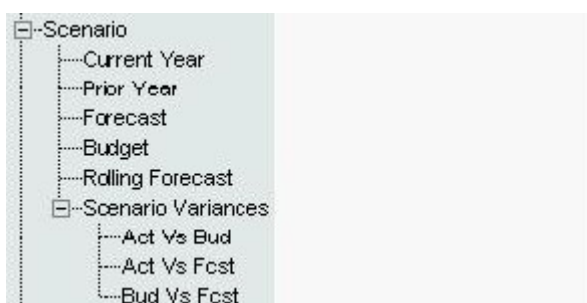 Scenario
Current Year
Prior Year
Forecast
Budget
Rolling Forecast
Scenario Variances
Act Vs Bud
Act Vs Fcst
Bud Vs Fcst